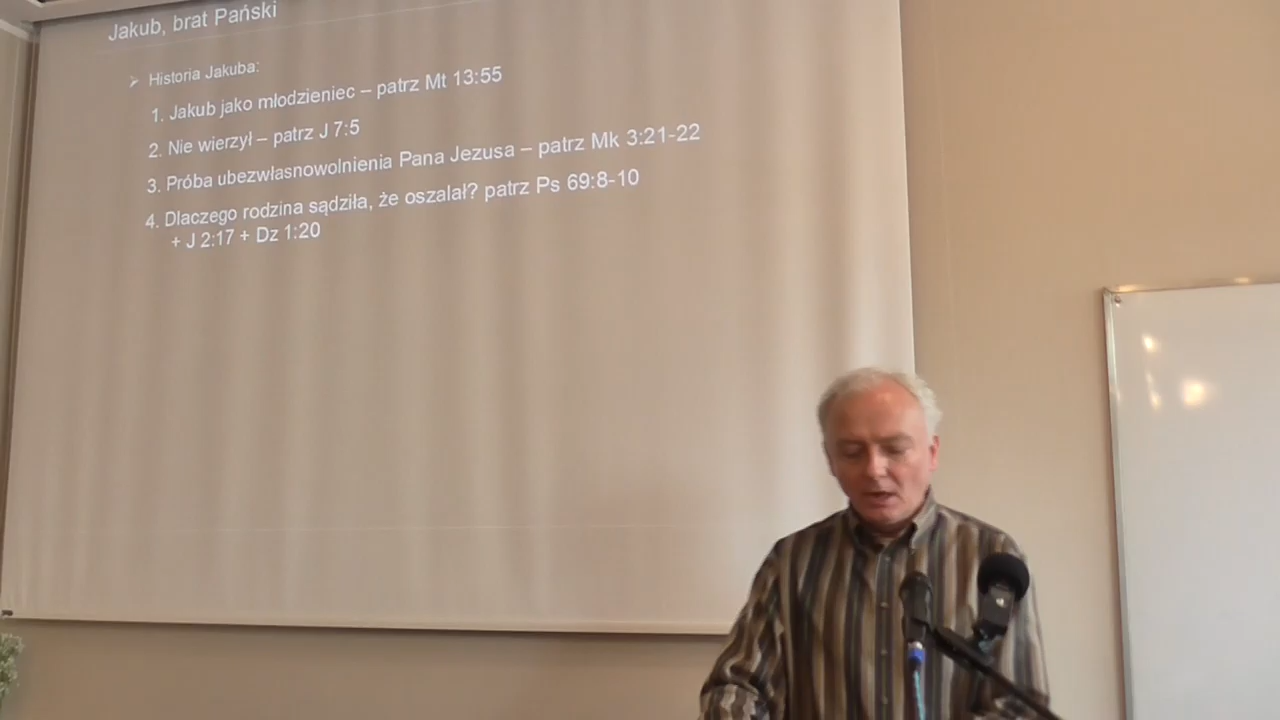 Jakub, brat Pański
➢ Historia Jakuba:
1. Jakub jako młodzieniec – patrz Mt 13:55
2. Nie wierzył – patrz J 7:5
3. Próba ubezwłasnowolnienia Pana Jezusa – patrz Mk 3:21-22
4. Dlaczego rodzina sądziła, że oszalał? patrz Ps 69:8-10
+ J 2:17 + Dz 1:20